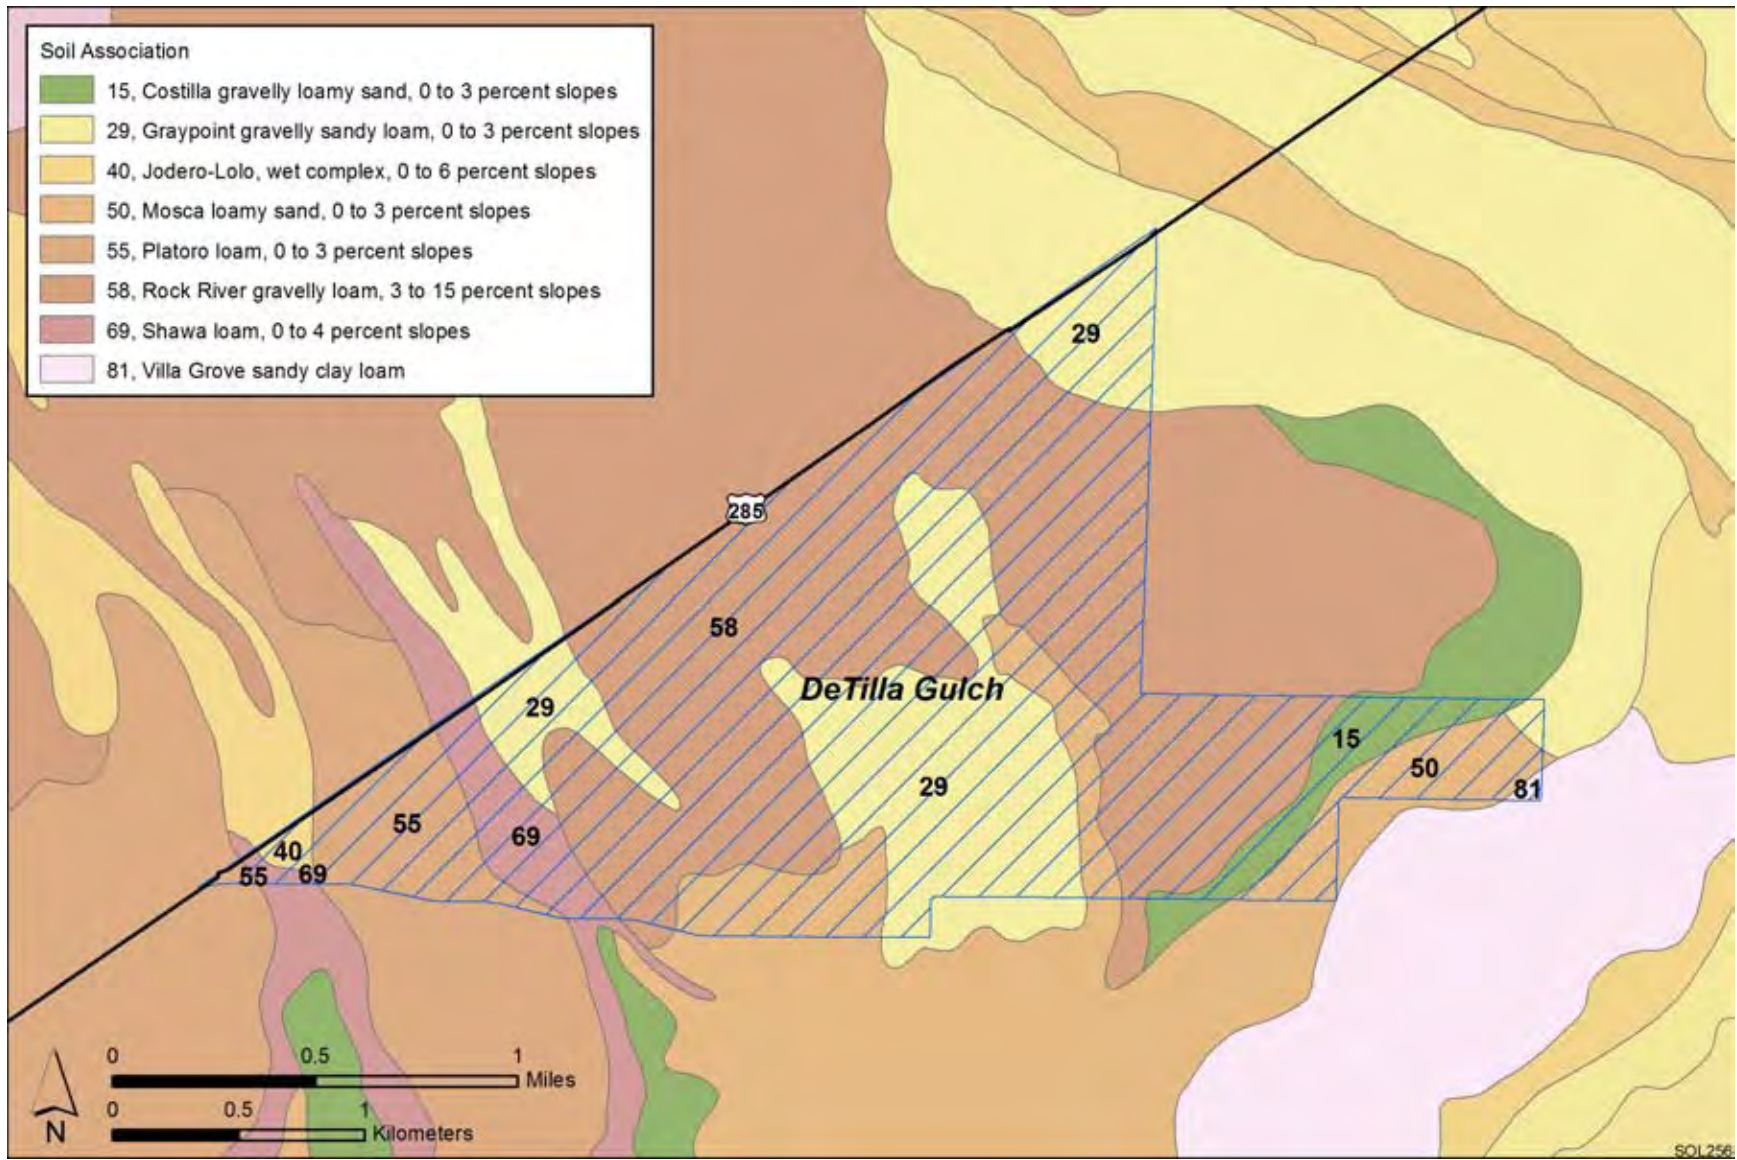 Soil Association
15, Costilla gravelly loamy sand, 0 to 3 percent slopes
29, Graypoint gravelly sandy loam, 0 to 3 percent slopes
40, Jodero-Lolo, wet complex, 0 to 6 percent slopes
50, Mosca loamy sand, 0 to 3 percent slopes
55, Platoro loam, 0 to 3 percent slopes
58, Rock River gravelly loam, 3 to 15 percent slopes
69, Shawa loam, 0 to 4 percent slopes
81, Villa Grove sandy clay loam
29
285
58
DeTilla Gulch
29
15
50
29
81
55
69
40
55
69
0 0.5 1
Miles
0 0.5 1
Kilometers
N
SOL256